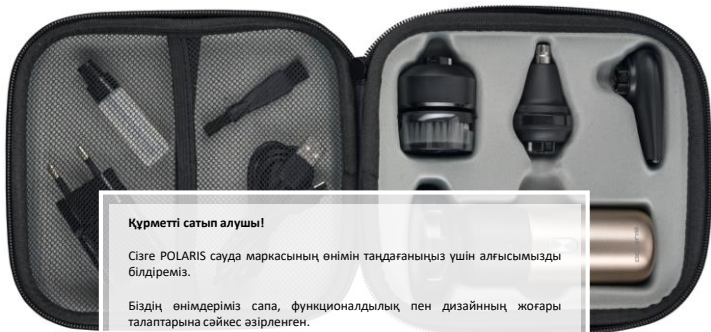 Құрметті сатып алушы!
Сізге POLARIS сауда маркасының өнімін таңдағаныңыз үшін алғысымызды
білдіреміз.
Біздің өнімдеріміз сапа, функционалдылық пен дизайнның жоғары
талаптарына сәйкес әзірленген.